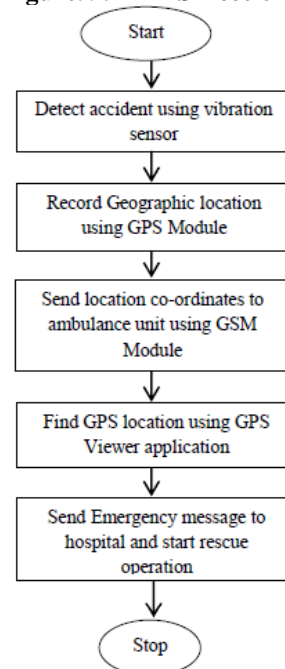 Start
Detect accident using vibration
sensor
Record Geographic location
using GPS Module
Send location co-ordinates to
ambulance unit using GSM
Module
Find GPS location using GPS
Viewer application
Send Emergency message to
hospital and start rescue
operation
Stop